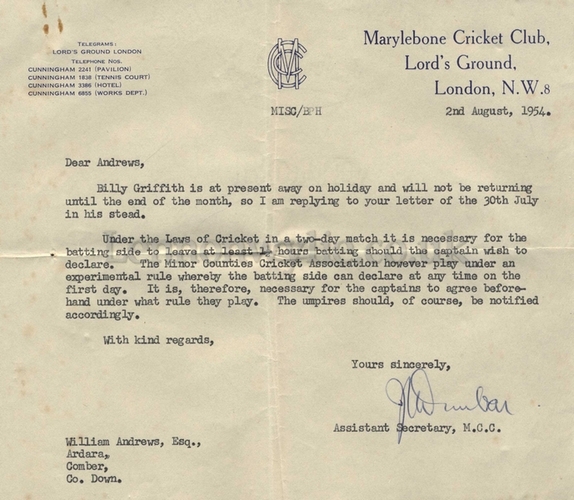 TELEGRAMS:
LORD'S GROUND LONDON
TELEPHONE NOS.
CUNNINGHAM 2241 (PAVILION)
CUNNINGHAM 1838 (TENNIS COURT)
CUNNINGHAM 3386 (HOTEL)
CUNNINGHAM 6855 (WORKS DEPT.)
MCC
Marylebone Cricket Club,
Lord's Ground,
London, N.W.8
MISC/BPH
2nd August, 1954.
Dear Andrews,
Billy Griffith is at present away on holiday and will not be returning
until the end of the month, so I am replying to your letter of the 30th July
in his stead.
Under the Laws of Cricket in a two-day match it is necessary for the
batting side to leave at least 1½ hours batting should the captain wish to
declare. The Minor Counties Cricket Association however play under an
experimental rule whereby the batting side can declare at any time on the
first day. It is, therefore, necessary for the captains to agree before-
hand under what rule they play. The umpires should, of course, be notified
accordingly.
With kind regards,
Yours sincerely,
Dunbar
Assistant Secretary, M.C.C.
William Andrews, Esq.,
Ardara,
Comber,
Co. Down.